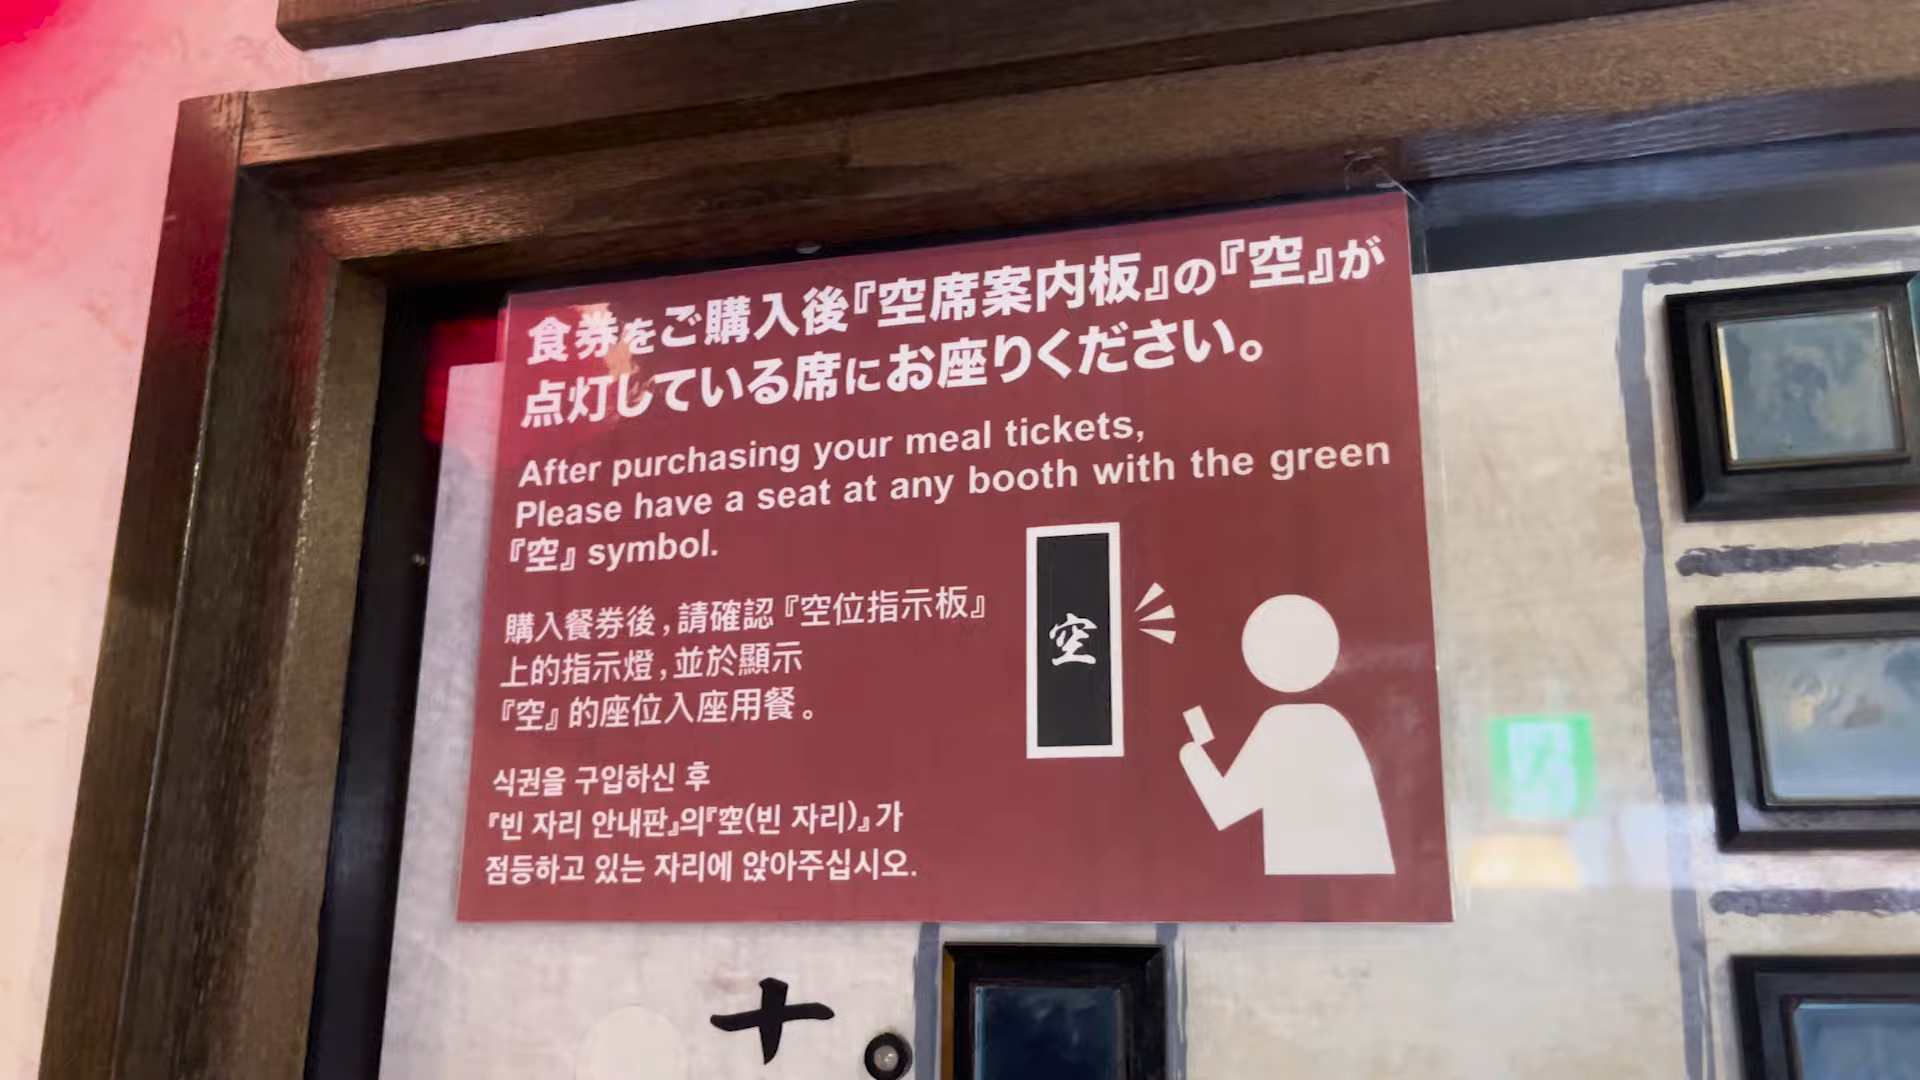 食券をご購入後『空席案内板』の『空』が
点灯している席にお座りください。
After purchasing your meal tickets,
Please have a seat at any booth with the green
『空』 symbol.
購入餐券後,請確認『空位指示板』
上的指示燈,並於顯示
『空』的座位入座用餐。
식권을 구입하신 후
『빈 자리 안내판』의『空(빈 자리)』가
점등하고 있는 자리에 앉아주십시오.
空
十